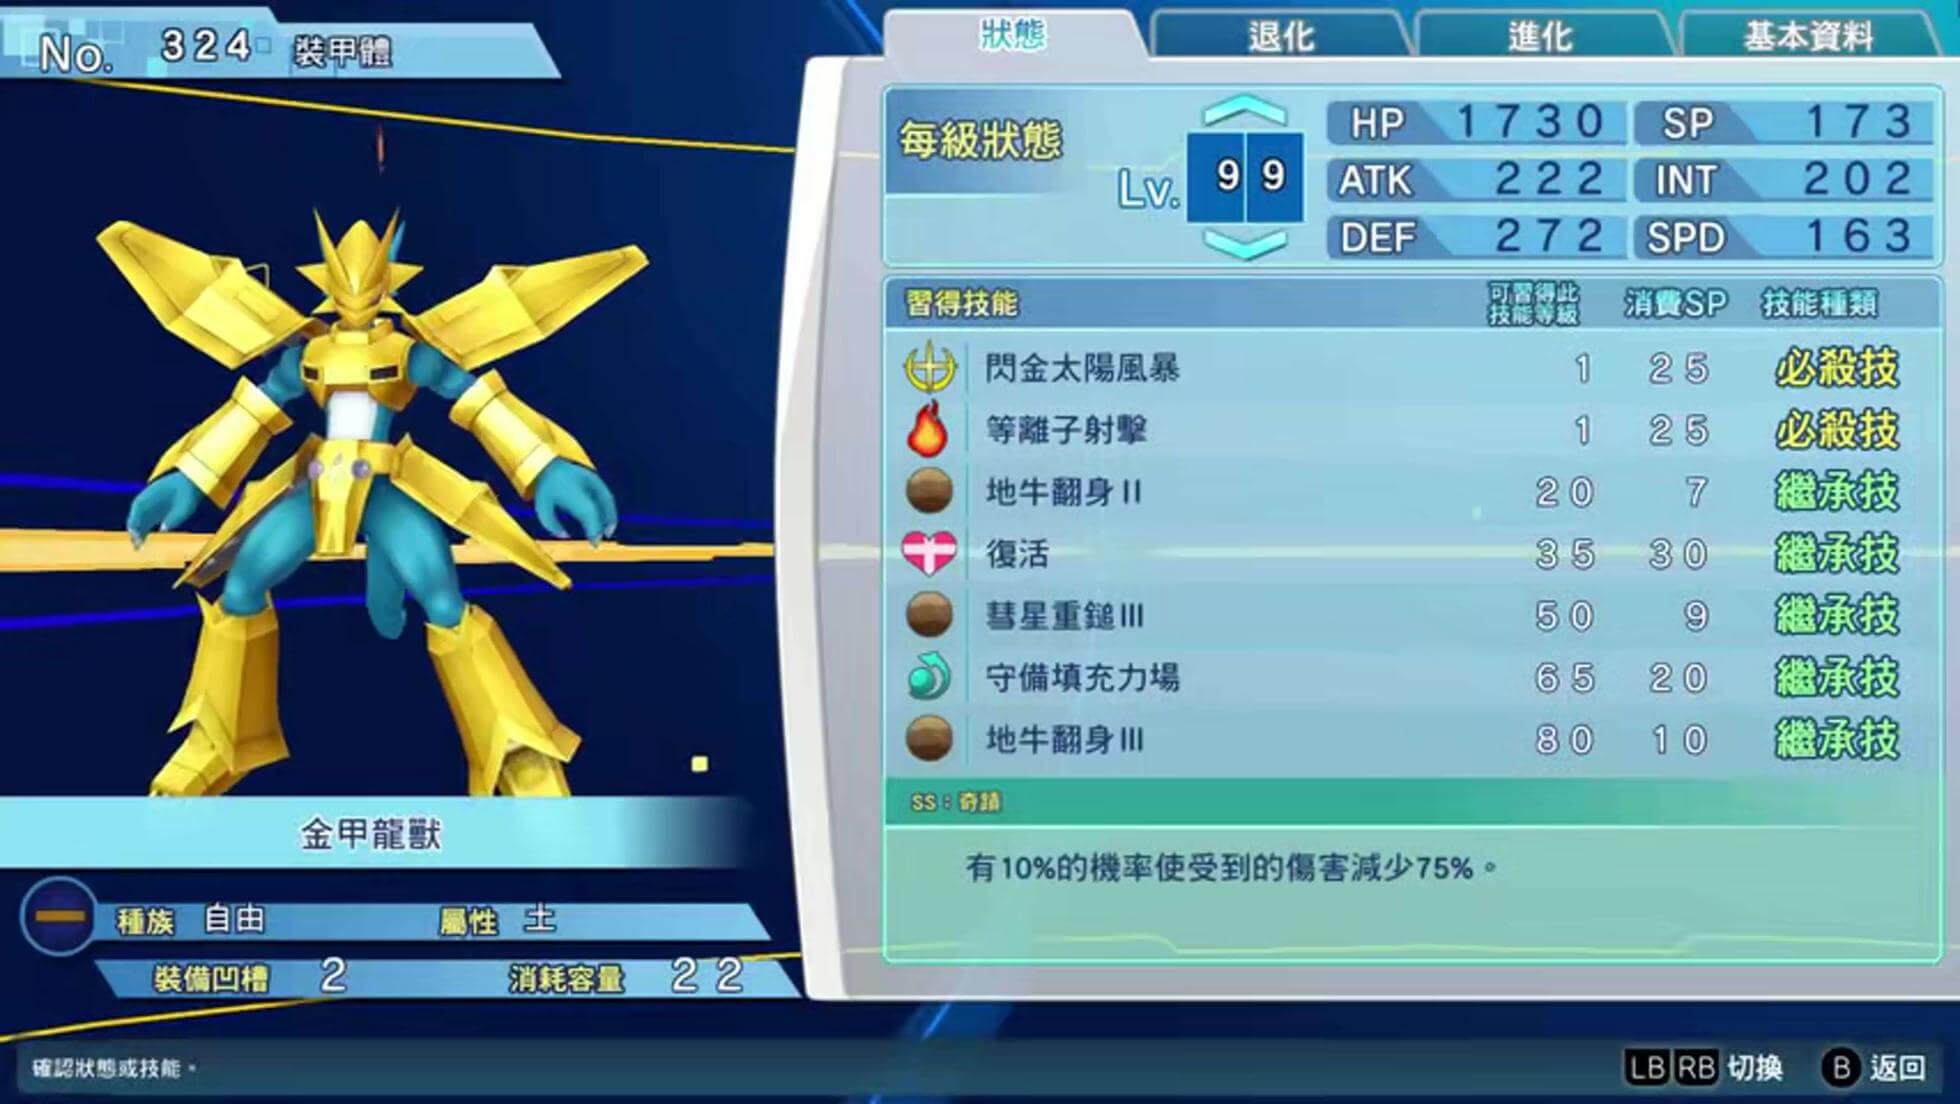 No. 324 裝甲體
狀態 退化 進化 基本資料
每級狀態
Lv. 99
HP 1730 SP 173
ATK 222 INT 202
DEF 272 SPD 163
習得技能 可習得此技能等級 消費SP 技能種類
閃金太陽風暴 1 25 必殺技
等離子射擊 1 25 必殺技
地牛翻身II 20 7 繼承技
復活 35 30 繼承技
彗星重鎚III 50 9 繼承技
守備填充力場 65 20 繼承技
地牛翻身III 80 10 繼承技
SS：奇蹟
有10%的機率使受到的傷害減少75%。
金甲龍獸
種族 自由 屬性 土
裝備凹槽 2 消耗容量 22
確認狀態或技能。
LB RB 切換 B 返回